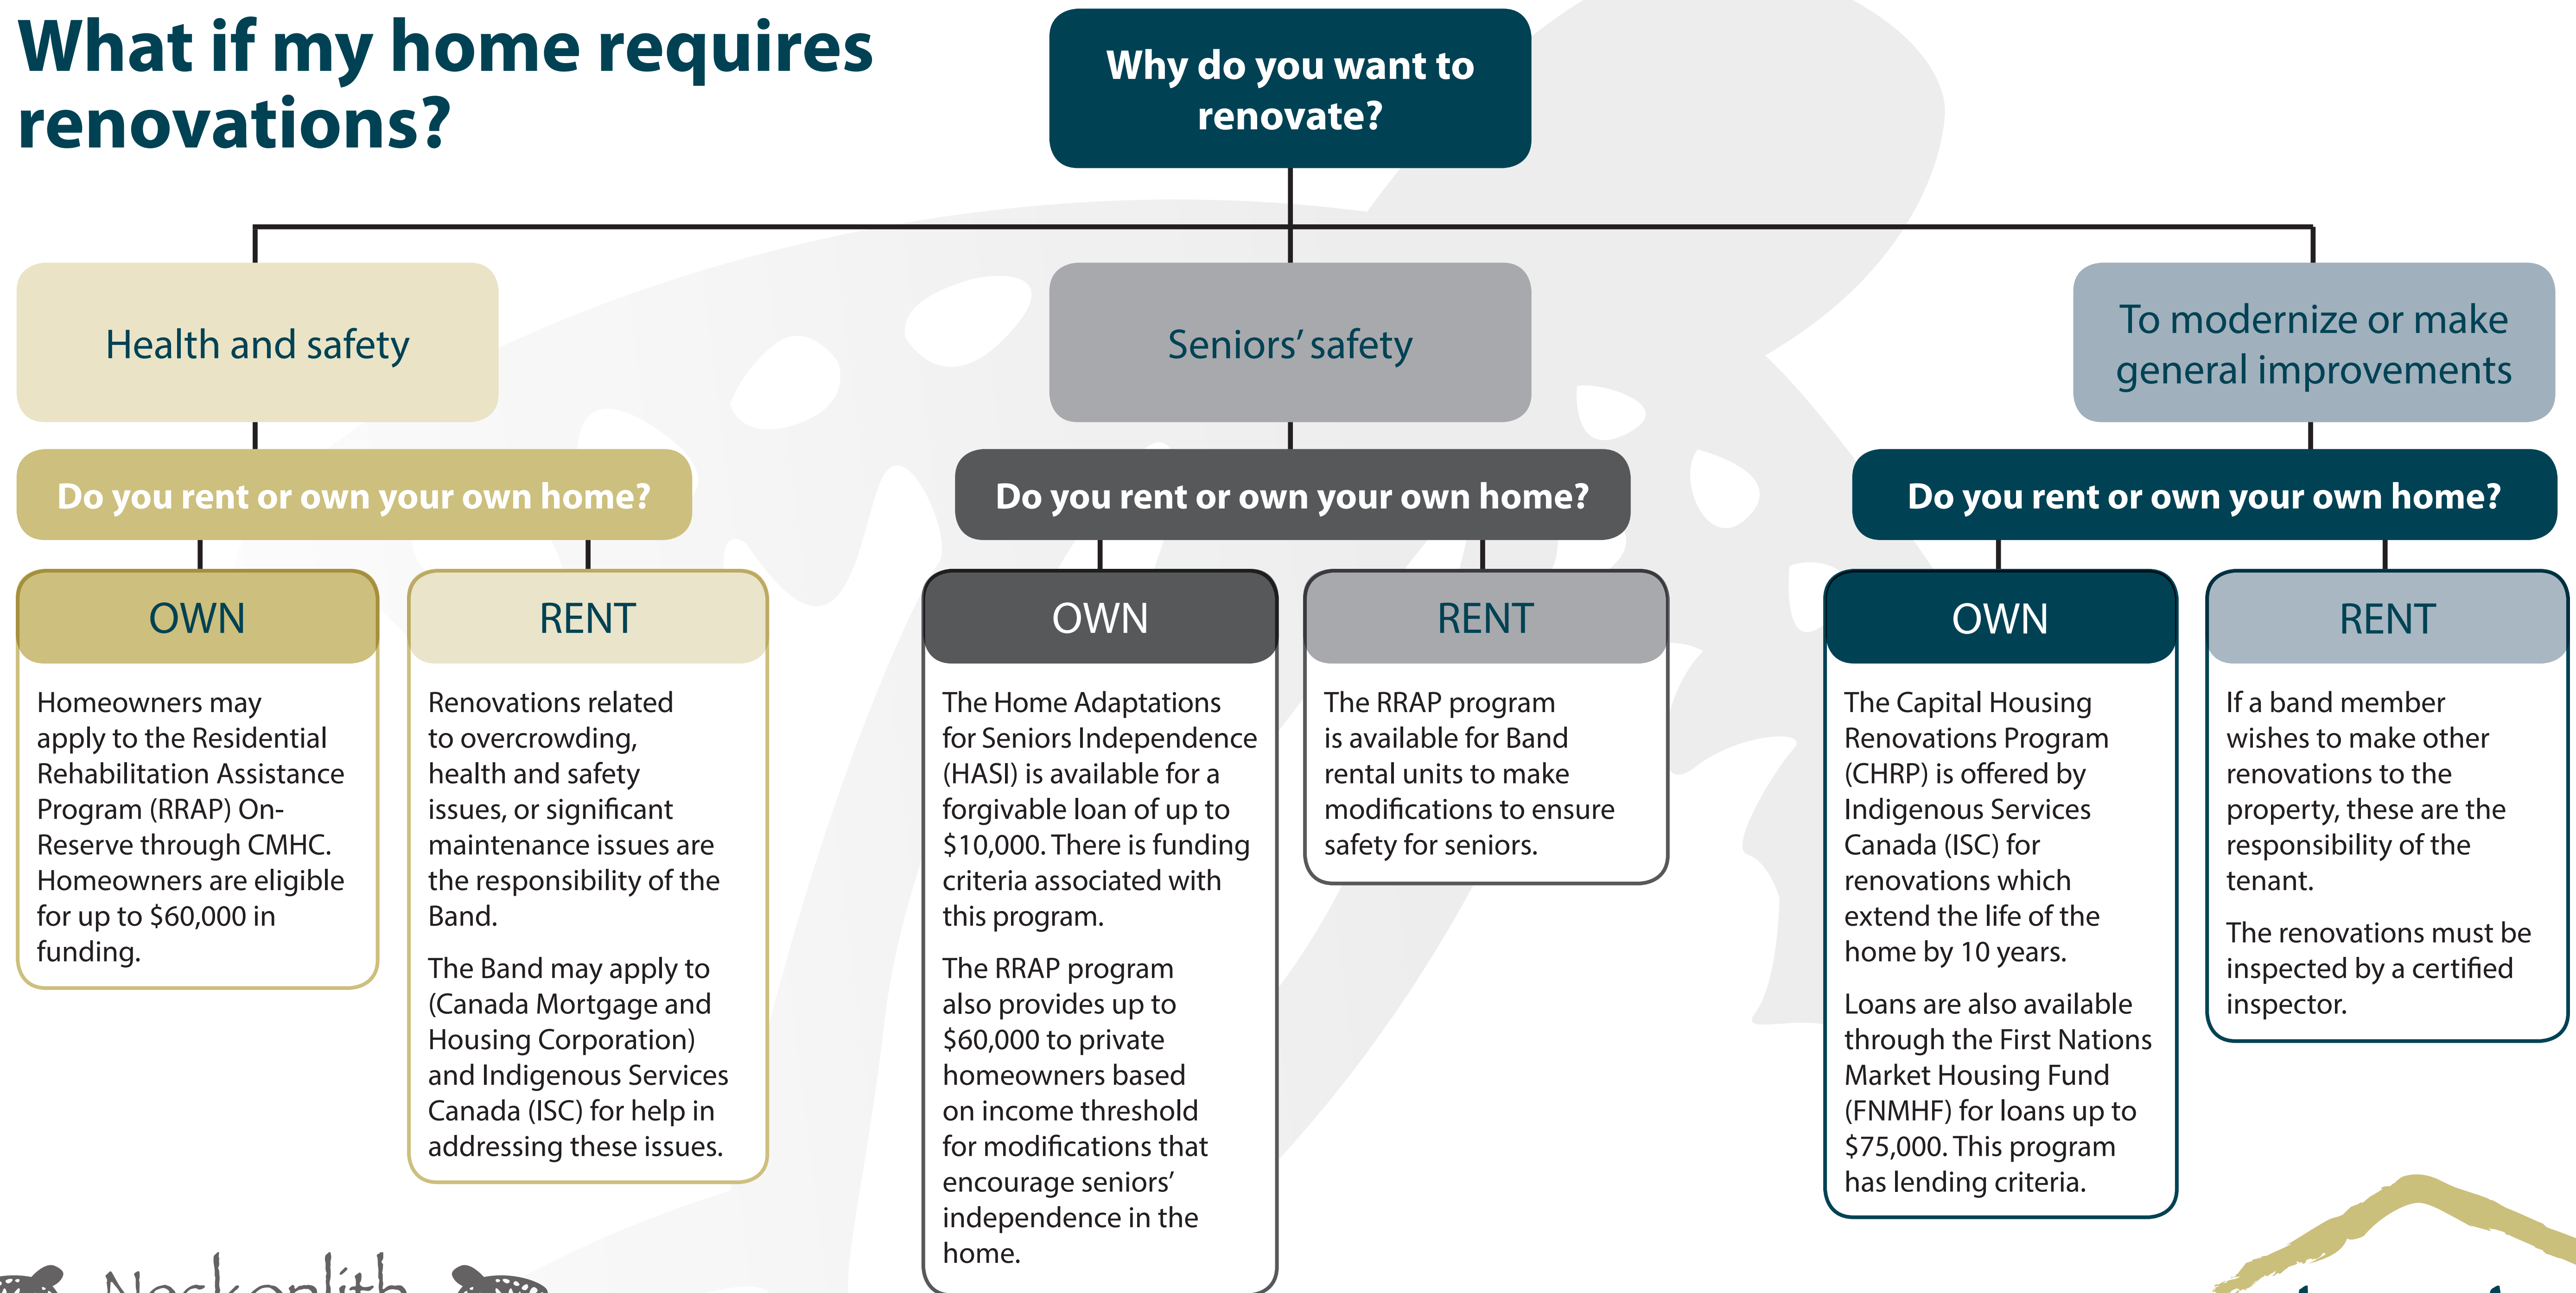 What if my home requires
renovations?
Why do you want to
renovate?
Health and safety
Seniors’ safety
To modernize or make
general improvements
Do you rent or own your own home?
Do you rent or own your own home?
Do you rent or own your own home?
OWN
Homeowners may
apply to the Residential
Rehabilitation Assistance
Program (RRAP) On-
Reserve through CMHC.
Homeowners are eligible
for up to $60,000 in
funding.
RENT
Renovations related
to overcrowding,
health and safety
issues, or significant
maintenance issues are
the responsibility of the
Band.
The Band may apply to
(Canada Mortgage and
Housing Corporation)
and Indigenous Services
Canada (ISC) for help in
addressing these issues.
OWN
The Home Adaptations
for Seniors Independence
(HASI) is available for a
forgivable loan of up to
$10,000. There is funding
criteria associated with
this program.
The RRAP program
also provides up to
$60,000 to private
homeowners based
on income threshold
for modifications that
encourage seniors’
independence in the
home.
RENT
The RRAP program
is available for Band
rental units to make
modifications to ensure
safety for seniors.
OWN
The Capital Housing
Renovations Program
(CHRP) is offered by
Indigenous Services
Canada (ISC) for
renovations which
extend the life of the
home by 10 years.
Loans are also available
through the First Nations
Market Housing Fund
(FNMHF) for loans up to
$75,000. This program
has lending criteria.
RENT
If a band member
wishes to make other
renovations to the
property, these are the
responsibility of the
tenant.
The renovations must be
inspected by a certified
inspector.
Neskonlith